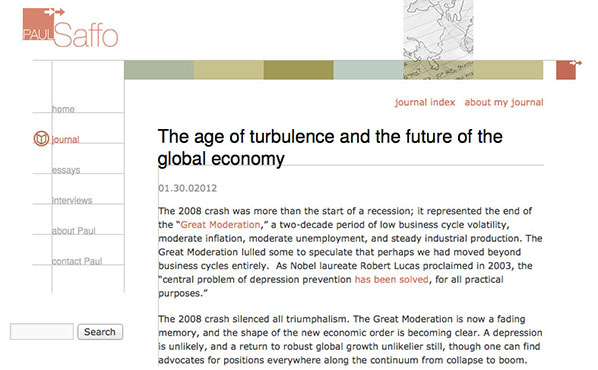 PAUL Saffo
journal index about my journal
home
journal
essays
interviews
about Paul
contact Paul
Search
The age of turbulence and the future of the
global economy
01.30.02012
The 2008 crash was more than the start of a recession; it represented the end of
the “Great Moderation,” a two-decade period of low business cycle volatility,
moderate inflation, moderate unemployment, and steady industrial production. The
Great Moderation lulled some to speculate that perhaps we had moved beyond
business cycles entirely. As Nobel laureate Robert Lucas proclaimed in 2003, the
“central problem of depression prevention has been solved, for all practical
purposes.”
The 2008 crash silenced all triumphalism. The Great Moderation is now a fading
memory, and the shape of the new economic order is becoming clear. A depression
is unlikely, and a return to robust global growth unlikelier still, though one can find
advocates for positions everywhere along the continuum from collapse to boom.